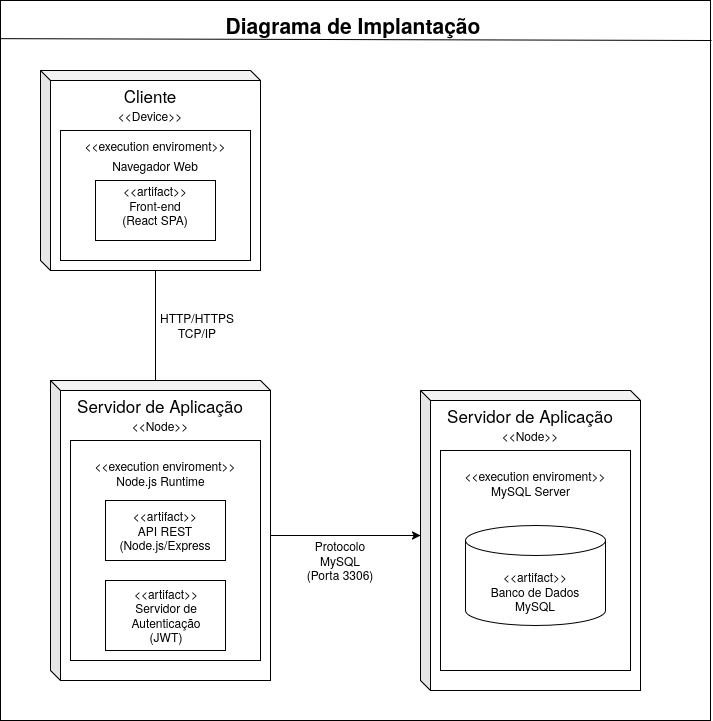 Diagrama de Implantação
Cliente
<<Device>>
<<execution enviroment>>
Navegador Web
<<artifact>>
Front-end
(React SPA)
HTTP/HTTPS
TCP/IP
Servidor de Aplicação
<<Node>>
<<execution enviroment>>
Node.js Runtime
<<artifact>>
API REST
(Node.js/Express
<<artifact>>
Servidor de
Autenticação
(JWT)
Protocolo
MySQL
(Porta 3306)
Servidor de Aplicação
<<Node>>
<<execution enviroment>>
MySQL Server
<<artifact>>
Banco de Dados
MySQL